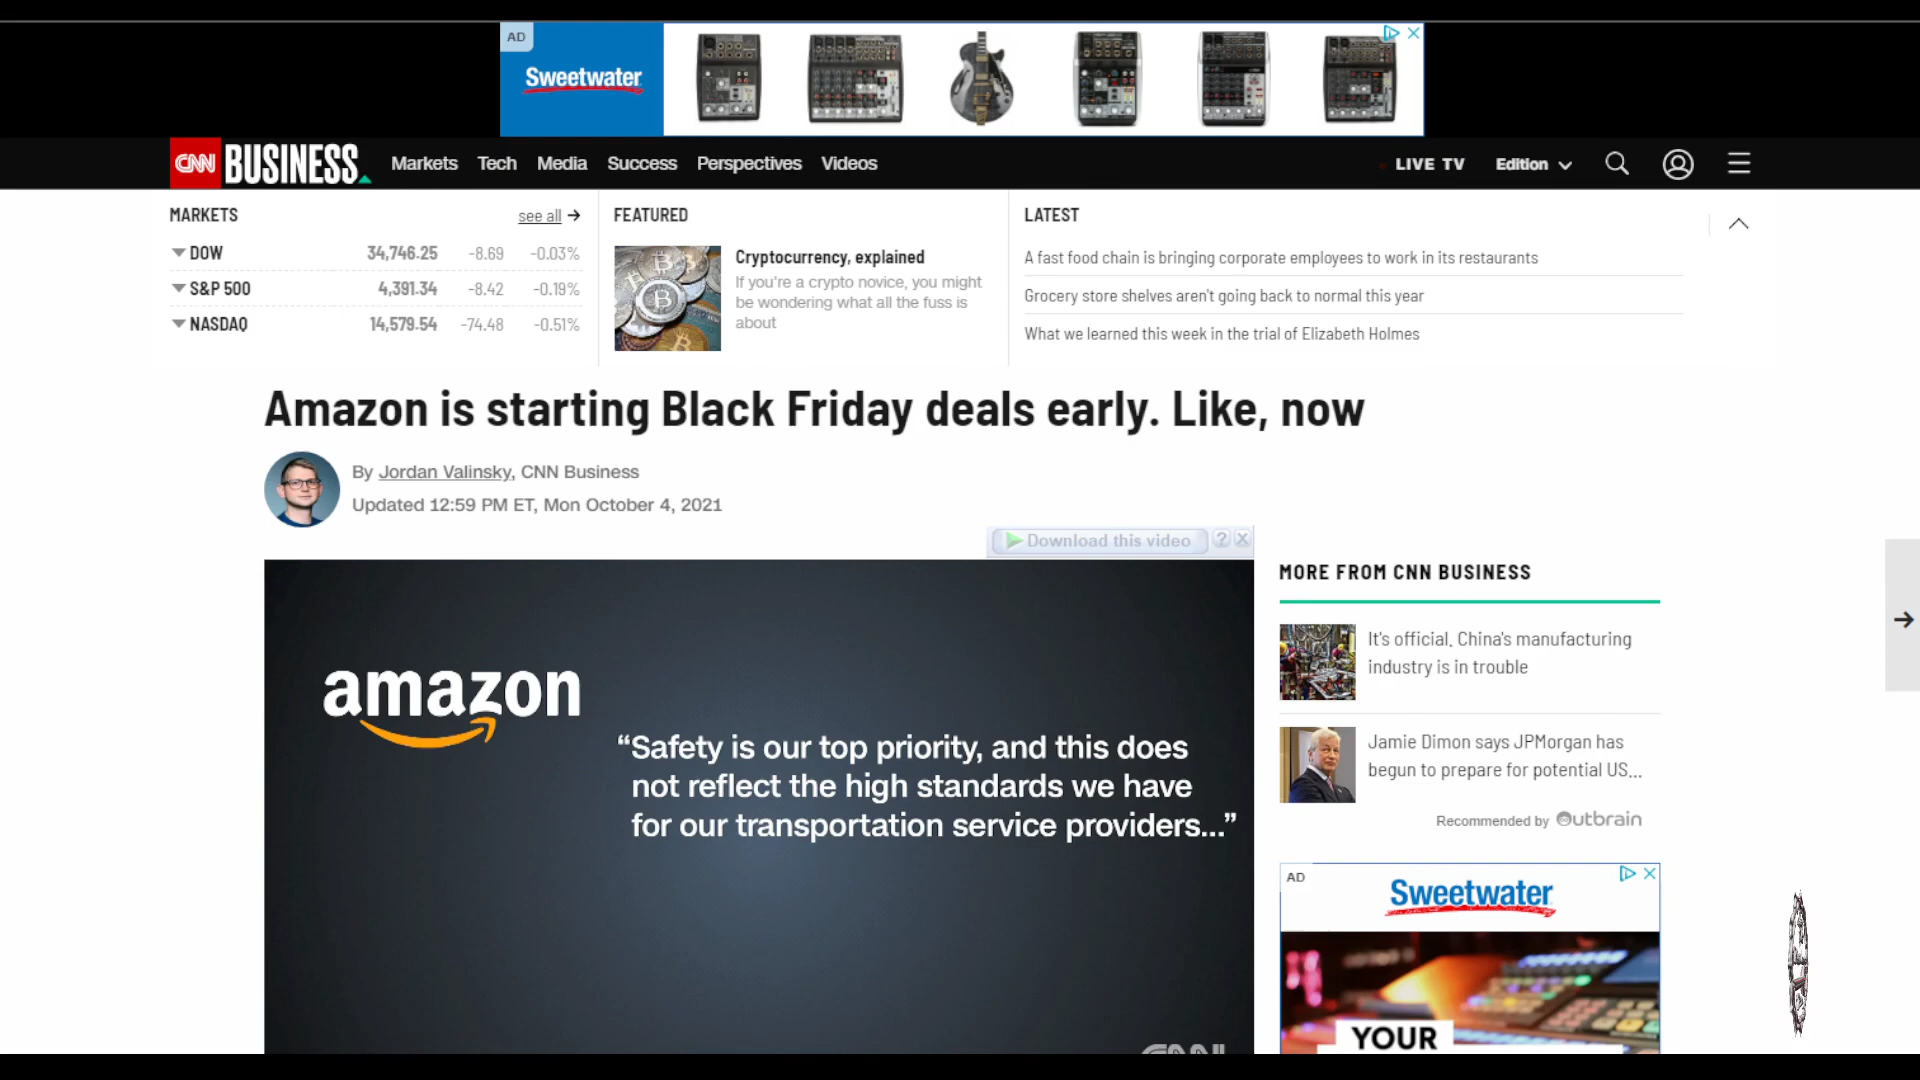 AD
Sweetwater
CNN BUSINESS Markets Tech Media Success Perspectives Videos LIVE TV Edition
MARKETS see all →
DOW 34,746.25 -8.69 -0.03%
S&P 500 4,391.34 -8.42 -0.19%
NASDAQ 14,579.54 -74.48 -0.51%
FEATURED
Cryptocurrency, explained
If you're a crypto novice, you might
be wondering what all the fuss is
about
LATEST
A fast food chain is bringing corporate employees to work in its restaurants
Grocery store shelves aren't going back to normal this year
What we learned this week in the trial of Elizabeth Holmes
Amazon is starting Black Friday deals early. Like, now
By Jordan Valinsky, CNN Business
Updated 12:59 PM ET, Mon October 4, 2021
Download this video ? X
amazon
“Safety is our top priority, and this does
not reflect the high standards we have
for our transportation service providers...”
CNN
MORE FROM CNN BUSINESS
It's official. China's manufacturing
industry is in trouble
Jamie Dimon says JPMorgan has
begun to prepare for potential US...
Recommended by Outbrain
AD
Sweetwater
YOUR